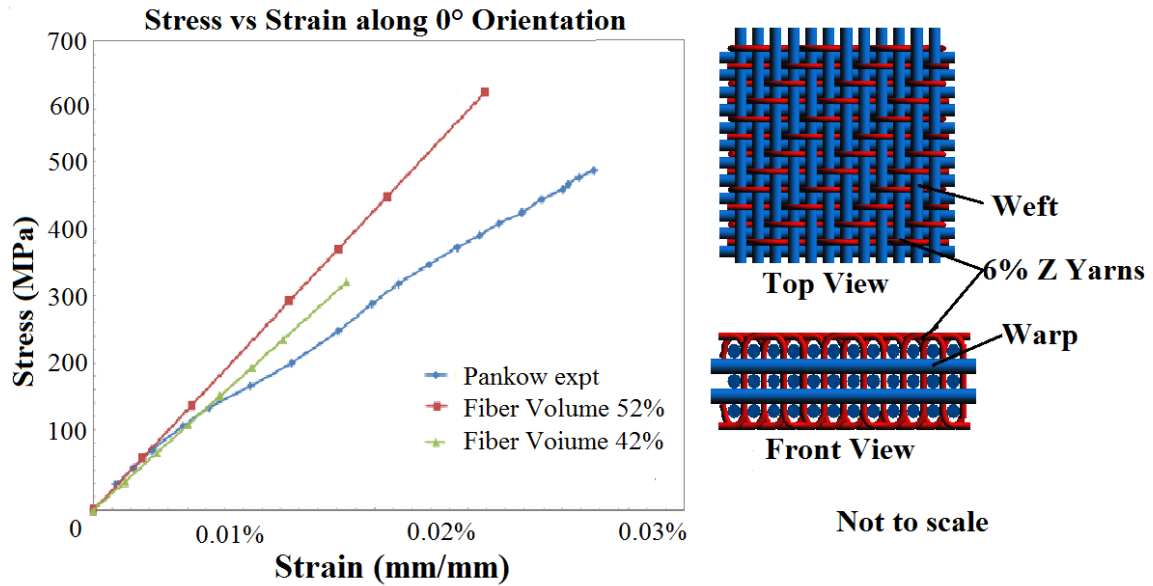 Stress vs Strain along 0° Orientation
700
600
500
400
300
200
100
0
0.01%
0.02%
0.03%
Stress (MPa)
Strain (mm/mm)
Pankow expt
Fiber Volume 52%
Fiber Voiume 42%
Weft
6% Z Yarns
Top View
Warp
Front View
Not to scale